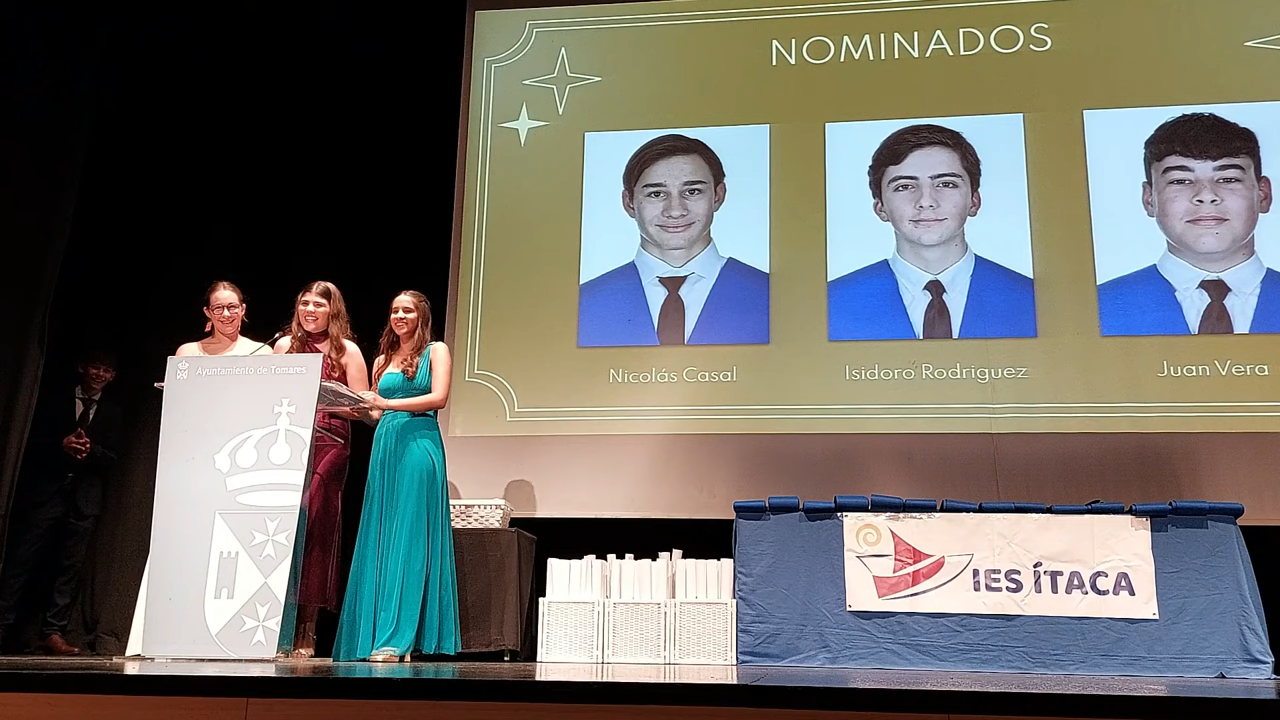 NOMINADOS
Nicolás Casal
Isidoro Rodriguez
Juan Vera
Ayuntamiento de Tomares
IES ÍTACA